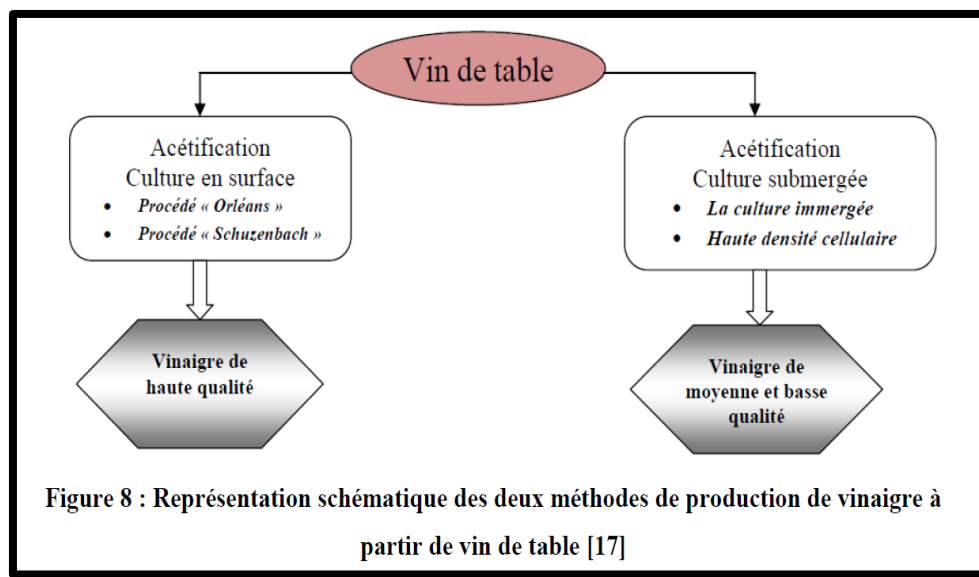 Vin de table
Acétification
Culture en surface
• Procédé « Orléans »
• Procédé « Schuzenbach »
Acétification
Culture submergée
• La culture immergée
• Haute densité cellulaire
Vinaigre de
haute qualité
Vinaigre de
moyenne et basse
qualité
Figure 8 : Représentation schématique des deux méthodes de production de vinaigre à
partir de vin de table [17]